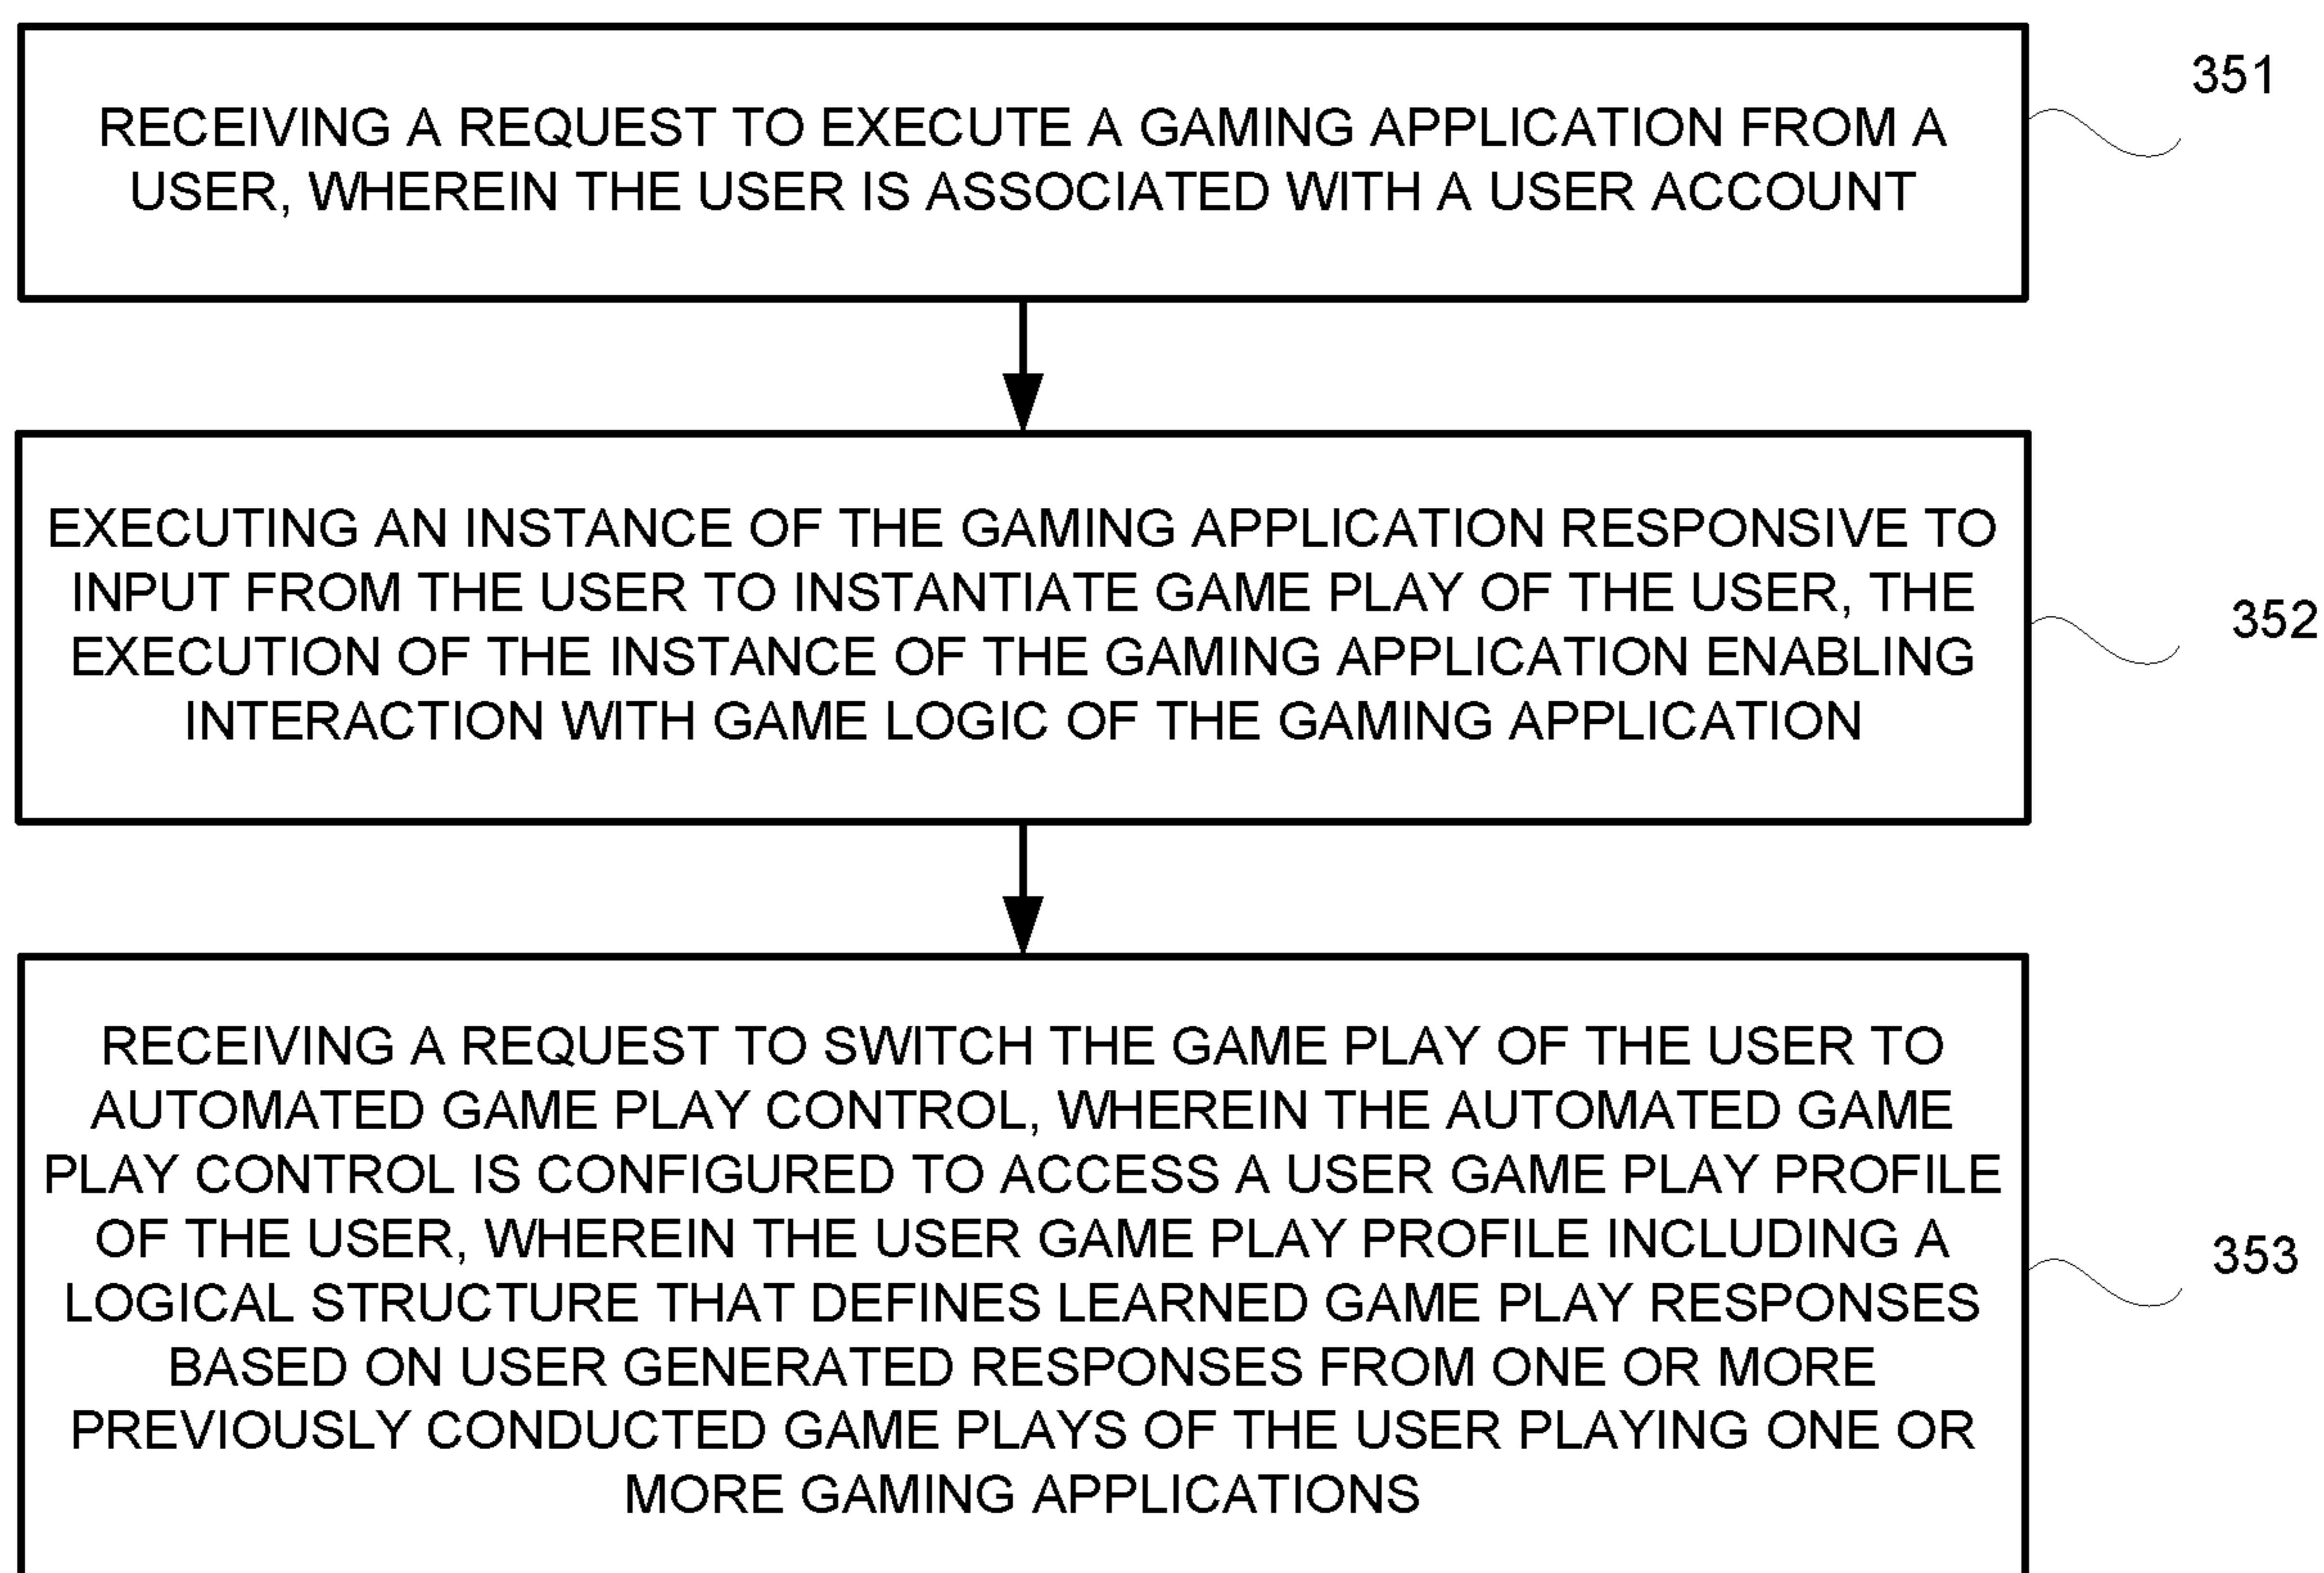 RECEIVING A REQUEST TO EXECUTE A GAMING APPLICATION FROM A
USER, WHEREIN THE USER IS ASSOCIATED WITH A USER ACCOUNT
351
EXECUTING AN INSTANCE OF THE GAMING APPLICATION RESPONSIVE TO
INPUT FROM THE USER TO INSTANTIATE GAME PLAY OF THE USER, THE
EXECUTION OF THE INSTANCE OF THE GAMING APPLICATION ENABLING
INTERACTION WITH GAME LOGIC OF THE GAMING APPLICATION
352
RECEIVING A REQUEST TO SWITCH THE GAME PLAY OF THE USER TO
AUTOMATED GAME PLAY CONTROL, WHEREIN THE AUTOMATED GAME
PLAY CONTROL IS CONFIGURED TO ACCESS A USER GAME PLAY PROFILE
OF THE USER, WHEREIN THE USER GAME PLAY PROFILE INCLUDING A
LOGICAL STRUCTURE THAT DEFINES LEARNED GAME PLAY RESPONSES
BASED ON USER GENERATED RESPONSES FROM ONE OR MORE
PREVIOUSLY CONDUCTED GAME PLAYS OF THE USER PLAYING ONE OR
MORE GAMING APPLICATIONS
353